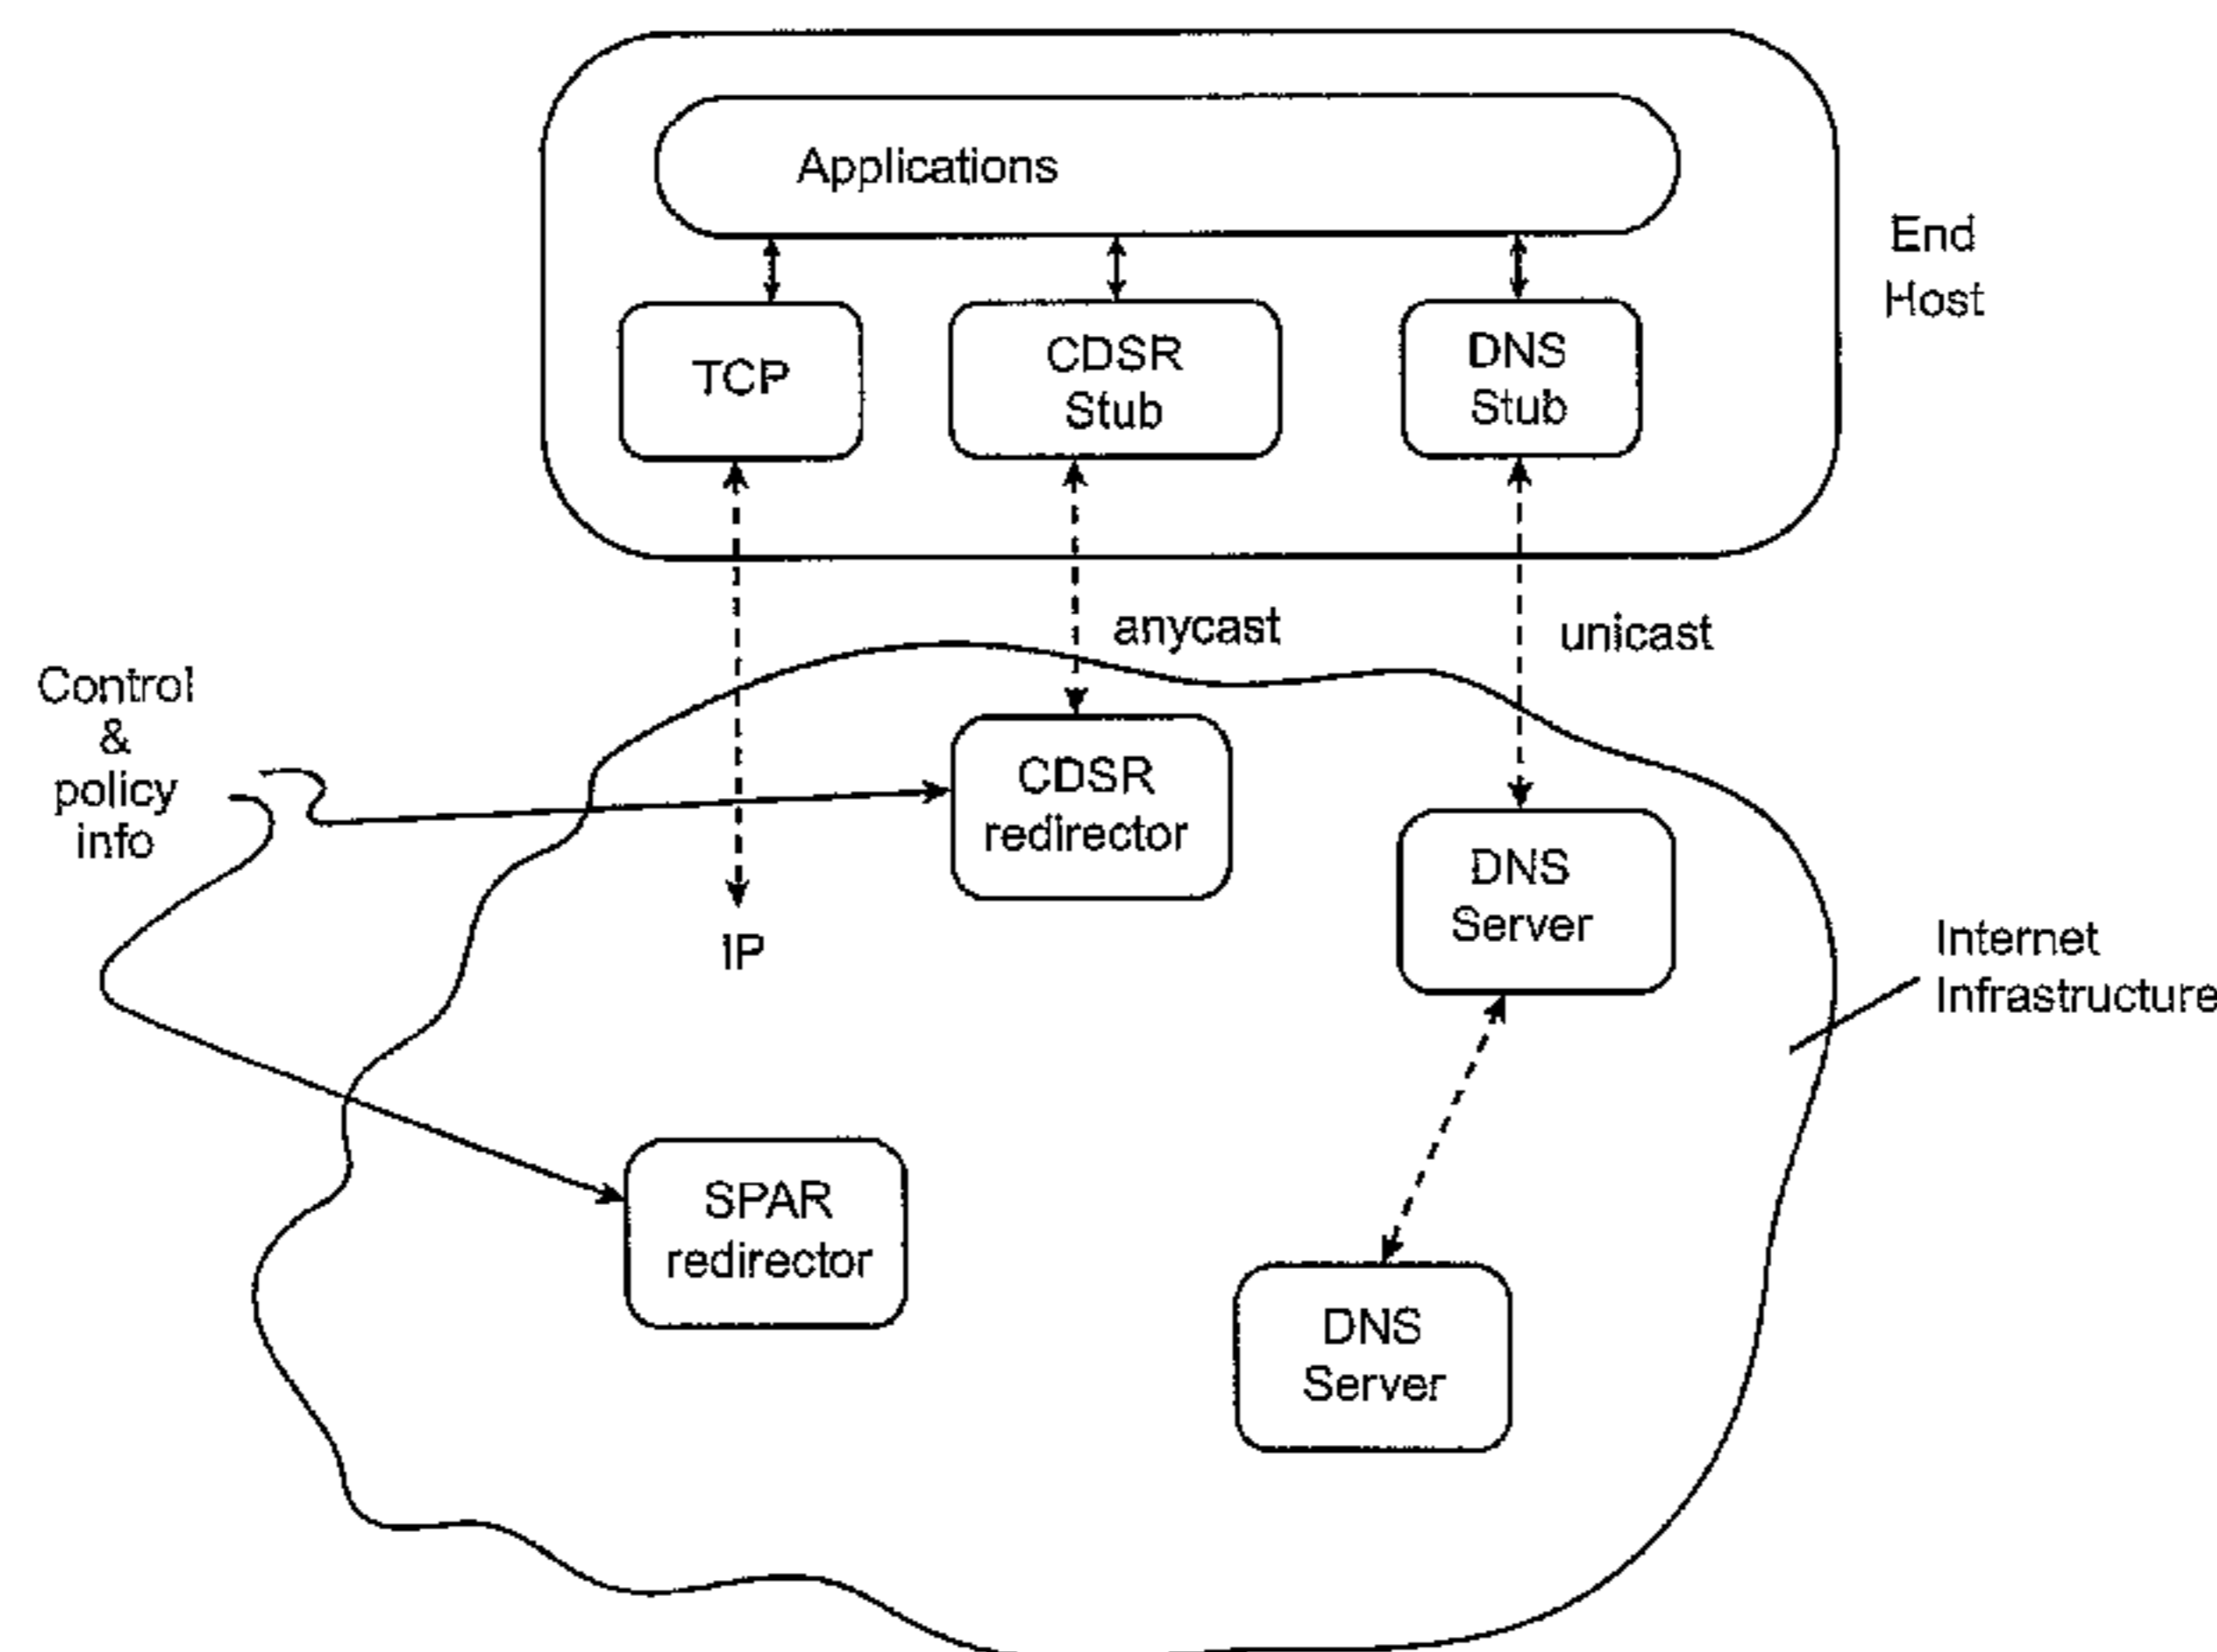 Applications
End
Host
TCP
CDSR
Stub
DNS
Stub
anycast
unicast
Control
&
policy
info
CDSR
redirector
DNS
Server
IP
Internet
Infrastructure
SPAR
redirector
DNS
Server